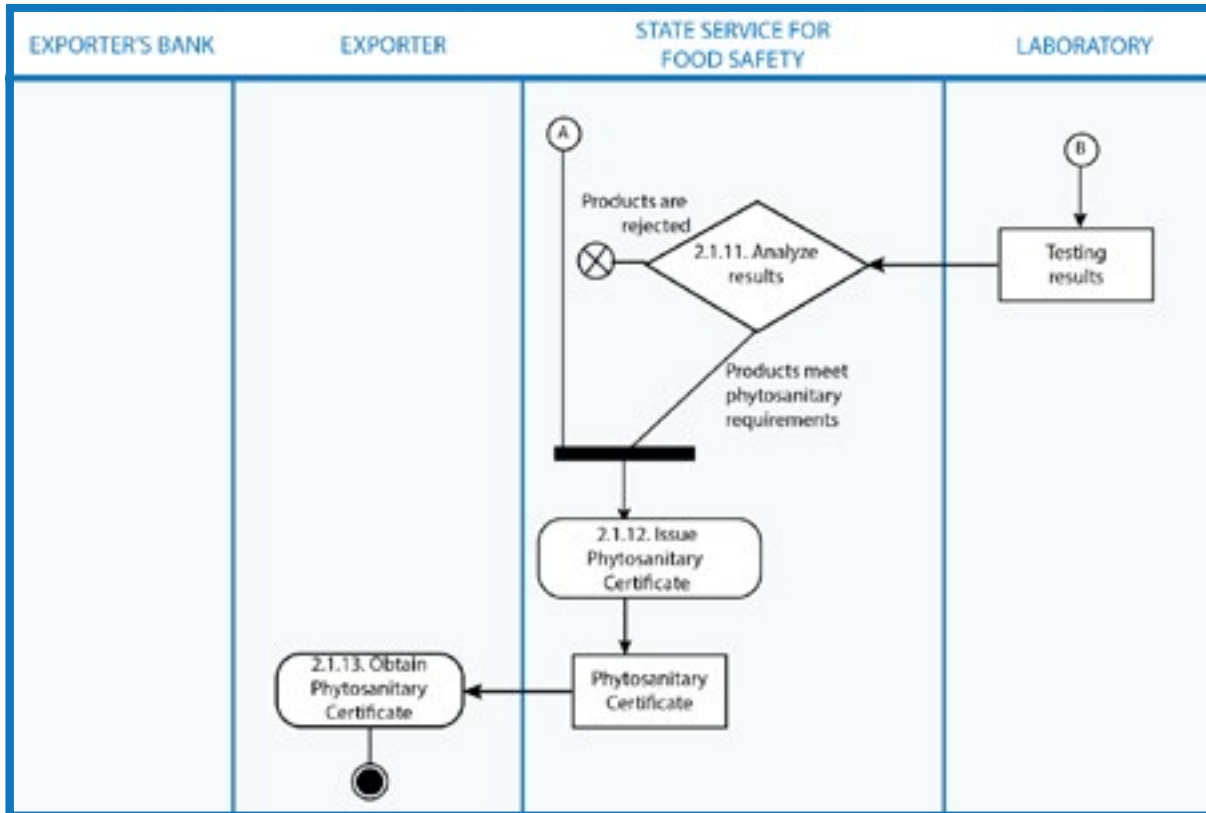 EXPORTER'S BANK
EXPORTER
STATE SERVICE FOR
FOOD SAFETY
LABORATORY
A
B
Products are
rejected
2.1.11. Analyze
results
Testing
results
Products meet
phytosanitary
requirements
2.1.12. Issue
Phytosanitary
Certificate
2.1.13. Obtain
Phytosanitary
Certificate
Phytosanitary
Certificate